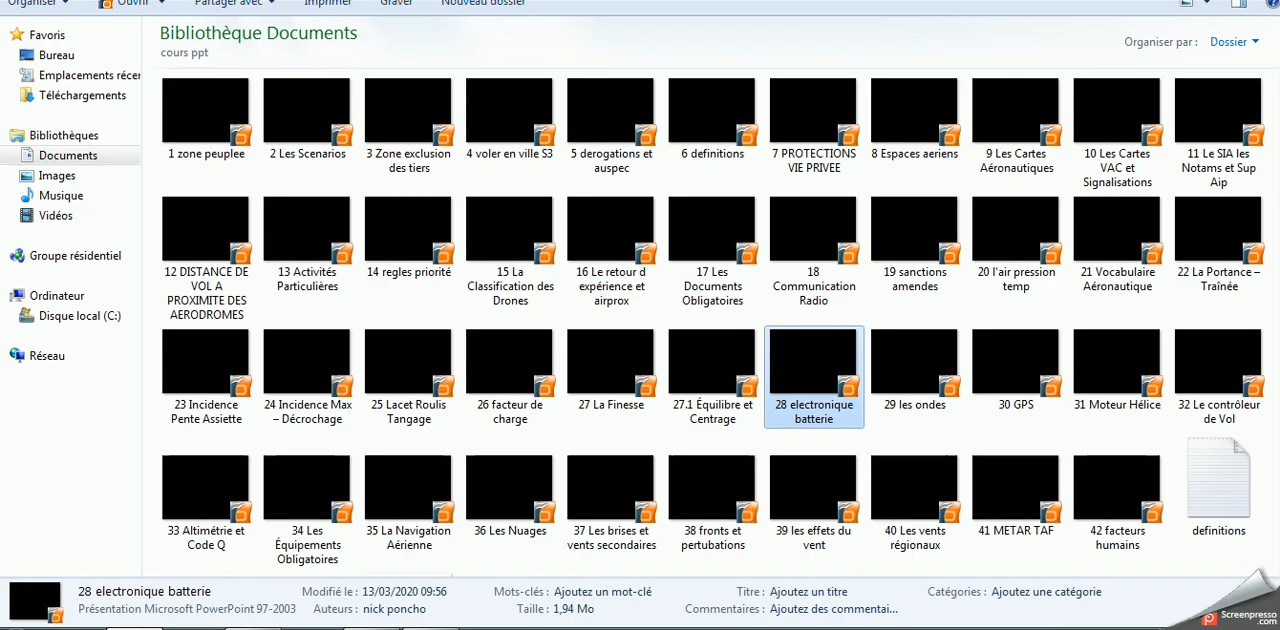 Organiser
Ouvrir
Partager avec
Imprimer
Graver
Nouveau dossier
Favoris
Bureau
Emplacements récer
Téléchargements
Bibliothèques
Documents
Images
Musique
Vidéos
Groupe résidentiel
Ordinateur
Disque local (C:)
Réseau
Bibliothèque Documents
cours ppt
Organiser par :
Dossier
1 zone peuplee
2 Les Scenarios
3 Zone exclusion
des tiers
4 voler en ville S3
5 derogations et
auspec
6 definitions
7 PROTECTIONS
VIE PRIVEE
8 Espaces aeriens
9 Les Cartes
Aéronautiques
10 Les Cartes
VAC et
Signalisations
11 Le SIA les
Notams et Sup
Aip
12 DISTANCE DE
VOL A
PROXIMITE DES
AERODROMES
13 Activités
Particulières
14 regles priorité
15 La
Classification des
Drones
16 Le retour d
expérience et
airprox
17 Les
Documents
Obligatoires
18
Communication
Radio
19 sanctions
amendes
20 l'air pression
temp
21 Vocabulaire
Aéronautique
22 La Portance –
Traînée
23 Incidence
Pente Assiette
24 Incidence Max
– Décrochage
25 Lacet Roulis
Tangage
26 facteur de
charge
27 La Finesse
27.1 Équilibre et
Centrage
28 electronique
batterie
29 les ondes
30 GPS
31 Moteur Hélice
32 Le contrôleur
de Vol
33 Altimétrie et
Code Q
34 Les
Équipements
Obligatoires
35 La Navigation
Aérienne
36 Les Nuages
37 Les brises et
vents secondaires
38 fronts et
pertubations
39 les effets du
vent
40 Les vents
régionaux
41 METAR TAF
42 facteurs
humains
definitions
28 electronique batterie
Présentation Microsoft PowerPoint 97-2003
Modifié le : 13/03/2020 09:56
Auteurs : nick poncho
Mots-clés : Ajoutez un mot-clé
Taille : 1,94 Mo
Titre : Ajoutez un titre
Commentaires : Ajoutez des commentai...
Catégories : Ajoutez une catégorie
Screenpresso
.com